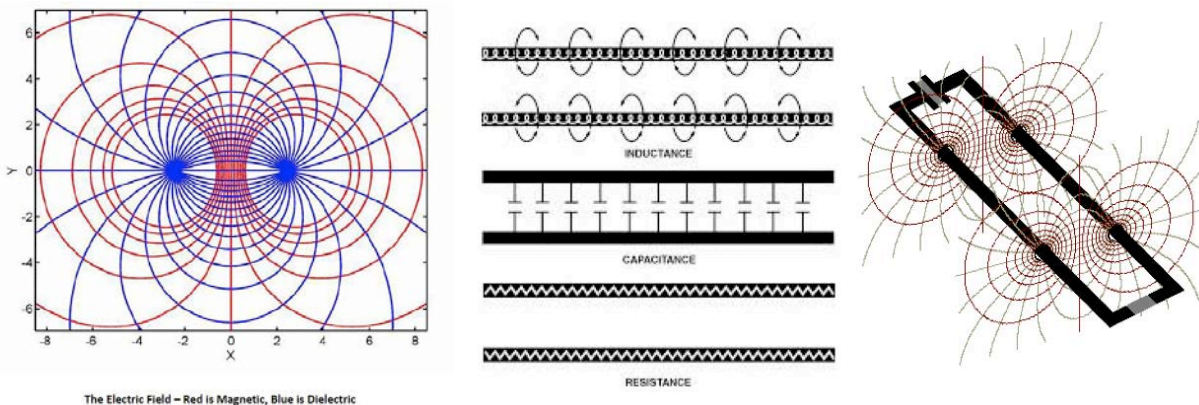 6
4
2
0
-2
-4
-6
Y
-8 -6 -4 -2 0 2 4 6 8
X
The Electric Field – Red is Magnetic, Blue is Dielectric
INDUCTANCE
CAPACITANCE
RESISTANCE